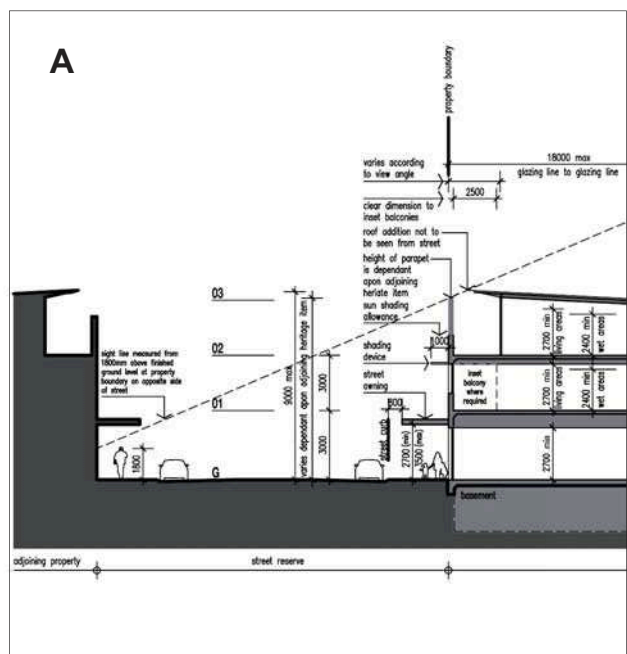 A
property boundary
18000 max
glazing line to glazing line
varies according
to view angle
2500
clear dimension to
inset balconies
roof addition not to
be seen from street
height of parapet
is dependant
apon adjoining
heriate item
sun shading
allowance
1000
shading
device
street
awning
600
street curb
2700 (min)
3500 (max)
03
02
01
G
9000 max
varies dependant apon adjoining heritage item
3000
3000
sight line measured from
1800mm above finished
ground level at property
boundary on opposite side
of street
1800
inset
balcony where
required
2700 min
living areas
2400 min
wet areas
2700 min
living areas
2400 min
wet areas
2700
basement
adjoining property
street reserve